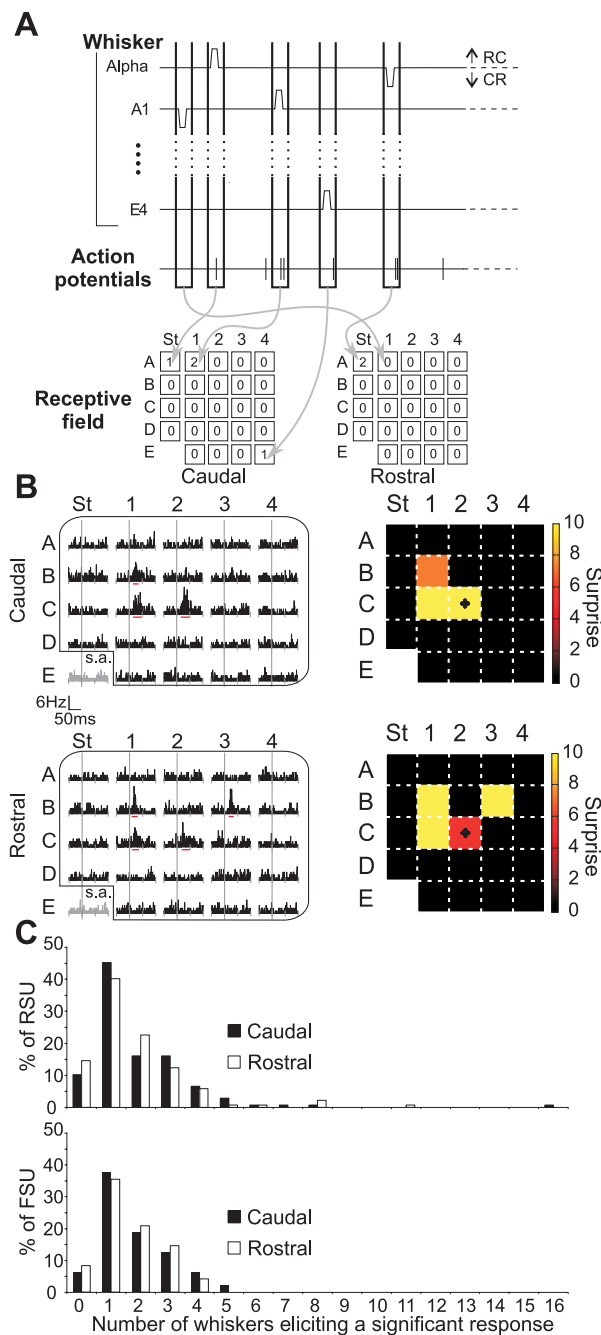 A
Whisker
Alpha
RC
CR
A1
E4
Action
potentials
St 1 2 3 4
A 1 2 0 0 0
B 0 0 0 0 0
C 0 0 0 0 0
D 0 0 0 0 0
E 0 0 0 1
Caudal
St 1 2 3 4
A 2 0 0 0 0
B 0 0 0 0 0
C 0 0 0 0 0
D 0 0 0 0 0
E 0 0 0 0
Rostral
Receptive
field
B
St 1 2 3 4
A
B
C
D
E
Caudal
s.a.
6Hz
50ms
St 1 2 3 4
A
B
C
D
E
10
8
6
4
2
0
Surprise
St 1 2 3 4
A
B
C
D
E
Rostral
s.a.
St 1 2 3 4
A
B
C
D
E
10
8
6
4
2
0
Surprise
C
50
40
30
20
10
0
% of RSU
Caudal
Rostral
50
40
30
20
10
0
% of FSU
Caudal
Rostral
0 1 2 3 4 5 6 7 8 9 10 11 12 13 14 15 16
Number of whiskers eliciting a significant response